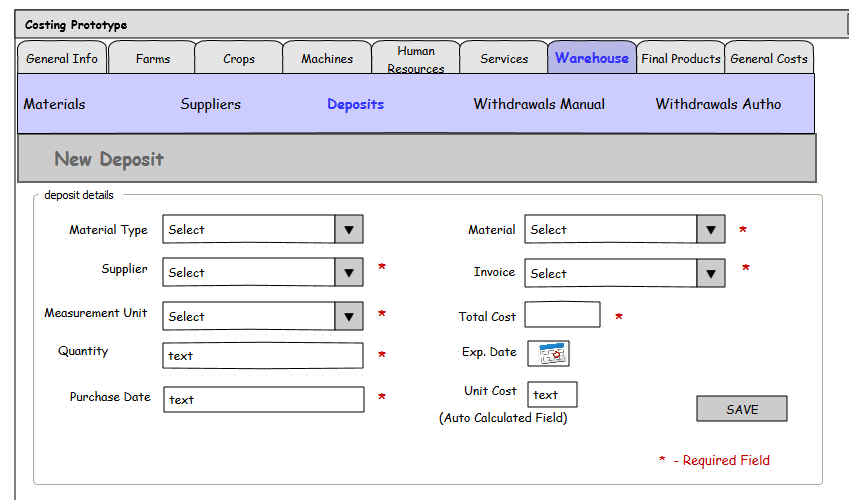 Costing Prototype
General Info Farms Crops Machines Human Resources Services Warehouse Final Products General Costs
Materials Suppliers Deposits Withdrawals Manual Withdrawals Autho
New Deposit
deposit details
Material Type Select Material Select *
Supplier Select * Invoice Select *
Measurement Unit Select * Total Cost *
Quantity text * Exp. Date
Purchase Date text * Unit Cost text
(Auto Calculated Field) SAVE
* - Required Field